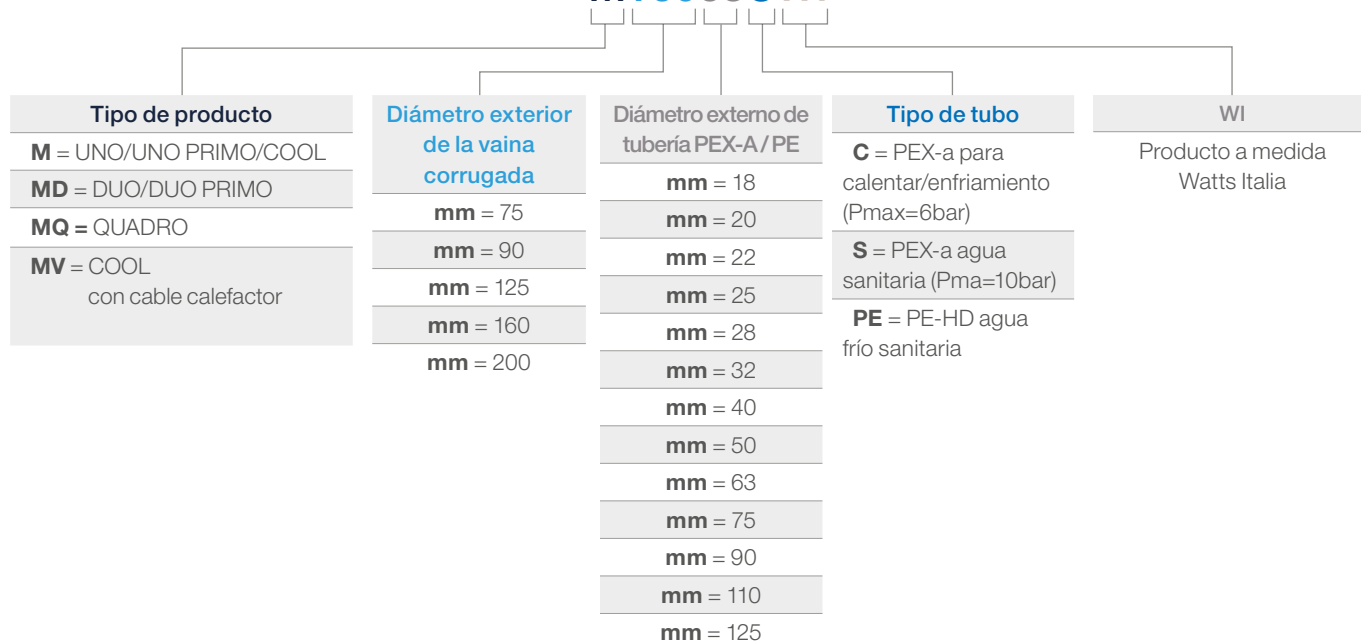 Tipo de producto
M = UNO/UNO PRIMO/COOL
MD = DUO/DUO PRIMO
MQ = QUADRO
MV = COOL
con cable calefactor
Diámetro exterior
de la vaina
corrugada
mm = 75
mm = 90
mm = 125
mm = 160
mm = 200
Diámetro externo de
tubería PEX-A / PE
mm = 18
mm = 20
mm = 22
mm = 25
mm = 28
mm = 32
mm = 40
mm = 50
mm = 63
mm = 75
mm = 90
mm = 110
mm = 125
Tipo de tubo
C = PEX-a para
calentar/enfriamiento
(Pmax=6bar)
S = PEX-a agua
sanitaria (Pma=10bar)
PE = PE-HD agua
frío sanitaria
WI
Producto a medida
Watts Italia